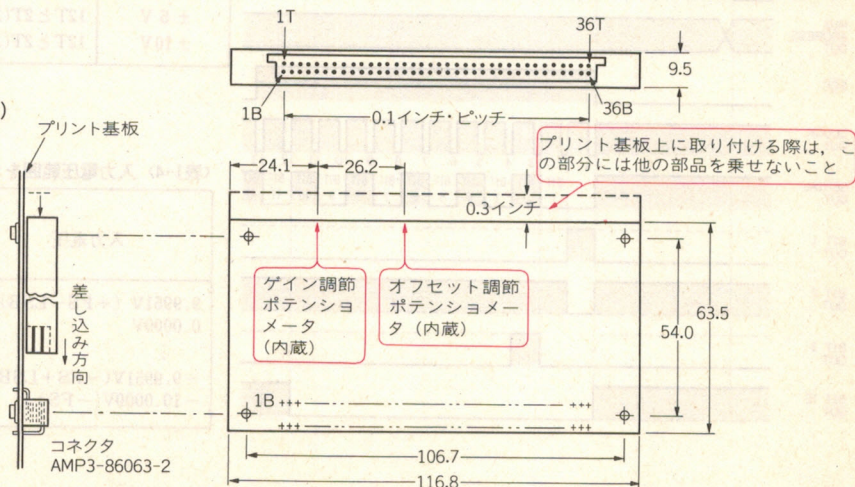 1T
36T
9.5
1B
0.1インチ・ピッチ
36B
)
プリント基板
24.1
26.2
プリント基板上に取り付ける際は，こ
の部分には他の部品を乗せないこと
0.3インチ
ゲイン調節
ポテンショ
メータ
(内蔵)
オフセット調節
ポテンショメー
タ (内蔵)
差し込み方向
54.0
63.5
1B
コネクタ
AMP3-86063-2
106.7
116.8